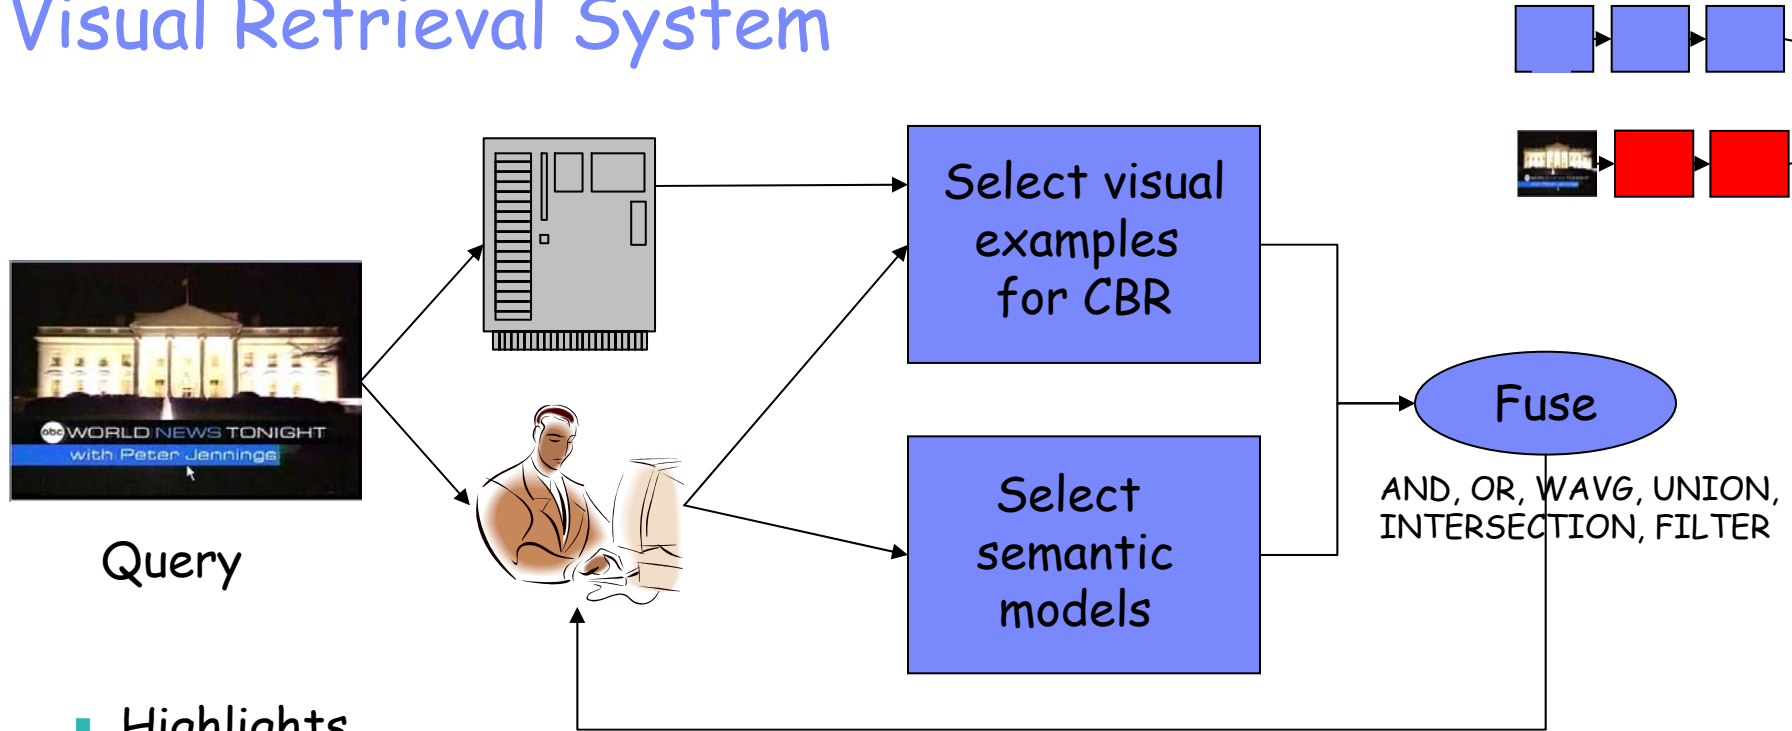 Visual Retrieval System
Select visual
examples
for CBR
abc WORLD NEWS TONIGHT
with Peter Jennings
Fuse
AND, OR, WAVG, UNION,
INTERSECTION, FILTER
Select
semantic
models
Query
Highlights